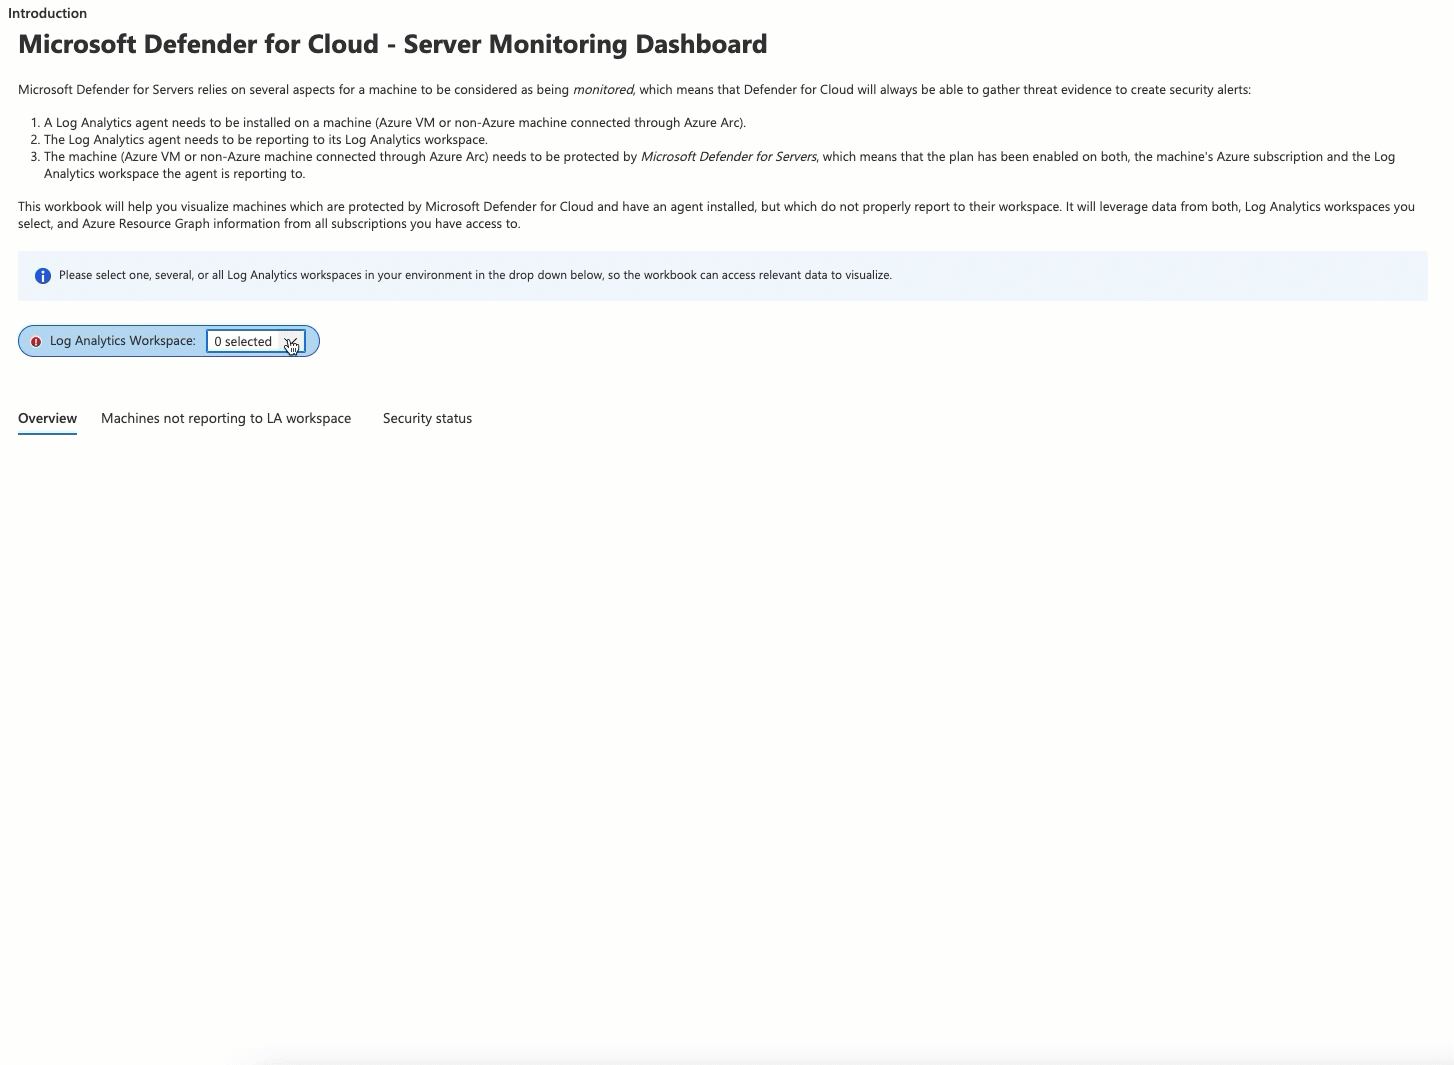 Introduction
Microsoft Defender for Cloud - Server Monitoring Dashboard
Microsoft Defender for Servers relies on several aspects for a machine to be considered as being monitored, which means that Defender for Cloud will always be able to gather threat evidence to create security alerts:
1. A Log Analytics agent needs to be installed on a machine (Azure VM or non-Azure machine connected through Azure Arc).
2. The Log Analytics agent needs to be reporting to its Log Analytics workspace.
3. The machine (Azure VM or non-Azure machine connected through Azure Arc) needs to be protected by Microsoft Defender for Servers, which means that the plan has been enabled on both, the machine's Azure subscription and the Log
Analytics workspace the agent is reporting to.
This workbook will help you visualize machines which are protected by Microsoft Defender for Cloud and have an agent installed, but which do not properly report to their workspace. It will leverage data from both, Log Analytics workspaces you
select, and Azure Resource Graph information from all subscriptions you have access to.
Please select one, several, or all Log Analytics workspaces in your environment in the drop down below, so the workbook can access relevant data to visualize.
Log Analytics Workspace: 0 selected
Overview Machines not reporting to LA workspace Security status